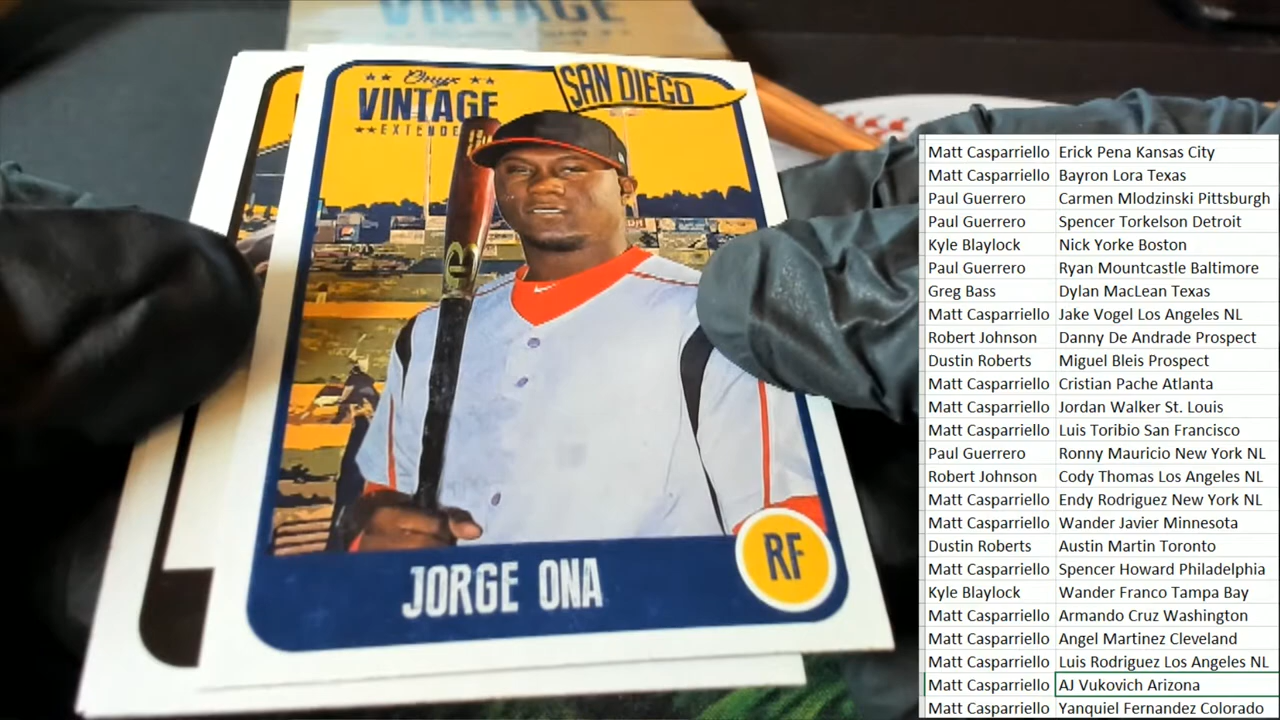 VINTAGE
Onyx
VINTAGE
EXTENDED
SAN DIEGO
JORGE ONA
RF
Matt Casparriello Erick Pena Kansas City
Matt Casparriello Bayron Lora Texas
Paul Guerrero Carmen Mlodzinski Pittsburgh
Paul Guerrero Spencer Torkelson Detroit
Kyle Blaylock Nick Yorke Boston
Paul Guerrero Ryan Mountcastle Baltimore
Greg Bass Dylan MacLean Texas
Matt Casparriello Jake Vogel Los Angeles NL
Robert Johnson Danny De Andrade Prospect
Dustin Roberts Miguel Bleis Prospect
Matt Casparriello Cristian Pache Atlanta
Matt Casparriello Jordan Walker St. Louis
Matt Casparriello Luis Toribio San Francisco
Paul Guerrero Ronny Mauricio New York NL
Robert Johnson Cody Thomas Los Angeles NL
Matt Casparriello Endy Rodriguez New York NL
Matt Casparriello Wander Javier Minnesota
Dustin Roberts Austin Martin Toronto
Matt Casparriello Spencer Howard Philadelphia
Kyle Blaylock Wander Franco Tampa Bay
Matt Casparriello Armando Cruz Washington
Matt Casparriello Angel Martinez Cleveland
Matt Casparriello Luis Rodriguez Los Angeles NL
Matt Casparriello AJ Vukovich Arizona
Matt Casparriello Yanquiel Fernandez Colorado